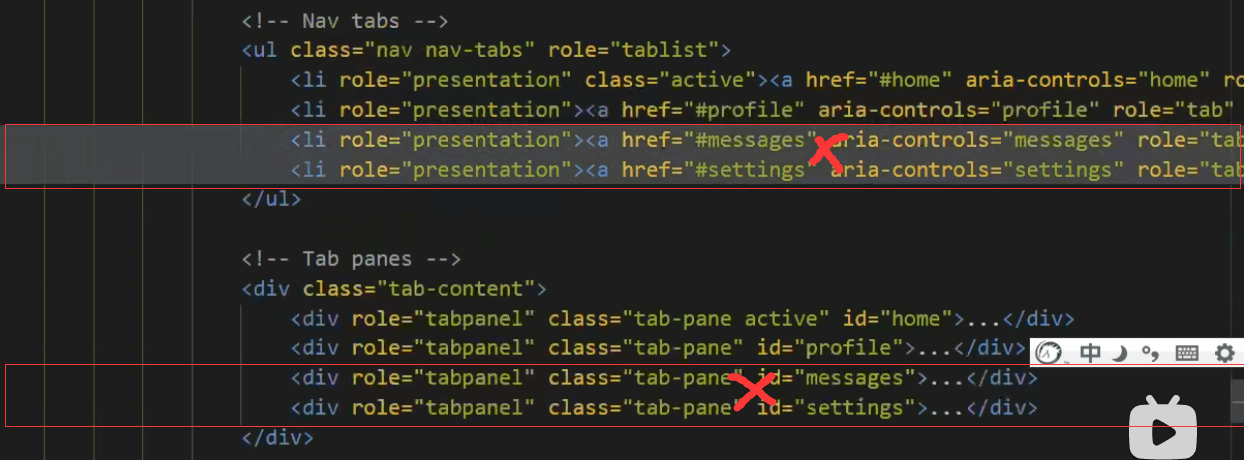 <!-- Nav tabs -->
<ul class="nav nav-tabs" role="tablist">
<li role="presentation" class="active"><a href="#home" aria-controls="home" ro
<li role="presentation"><a href="#profile" aria-controls="profile" role="tab"
<li role="presentation"><a href="#messages" aria-controls="messages" role="tab
<li role="presentation"><a href="#settings" aria-controls="settings" role="tab
</ul>
<!-- Tab panes -->
<div class="tab-content">
<div role="tabpanel" class="tab-pane active" id="home">...</div>
<div role="tabpanel" class="tab-pane" id="profile">...</div>
中
<div role="tabpanel" class="tab-pane" id="messages">...</div>
<div role="tabpanel" class="tab-pane" id="settings">...</div>
</div>